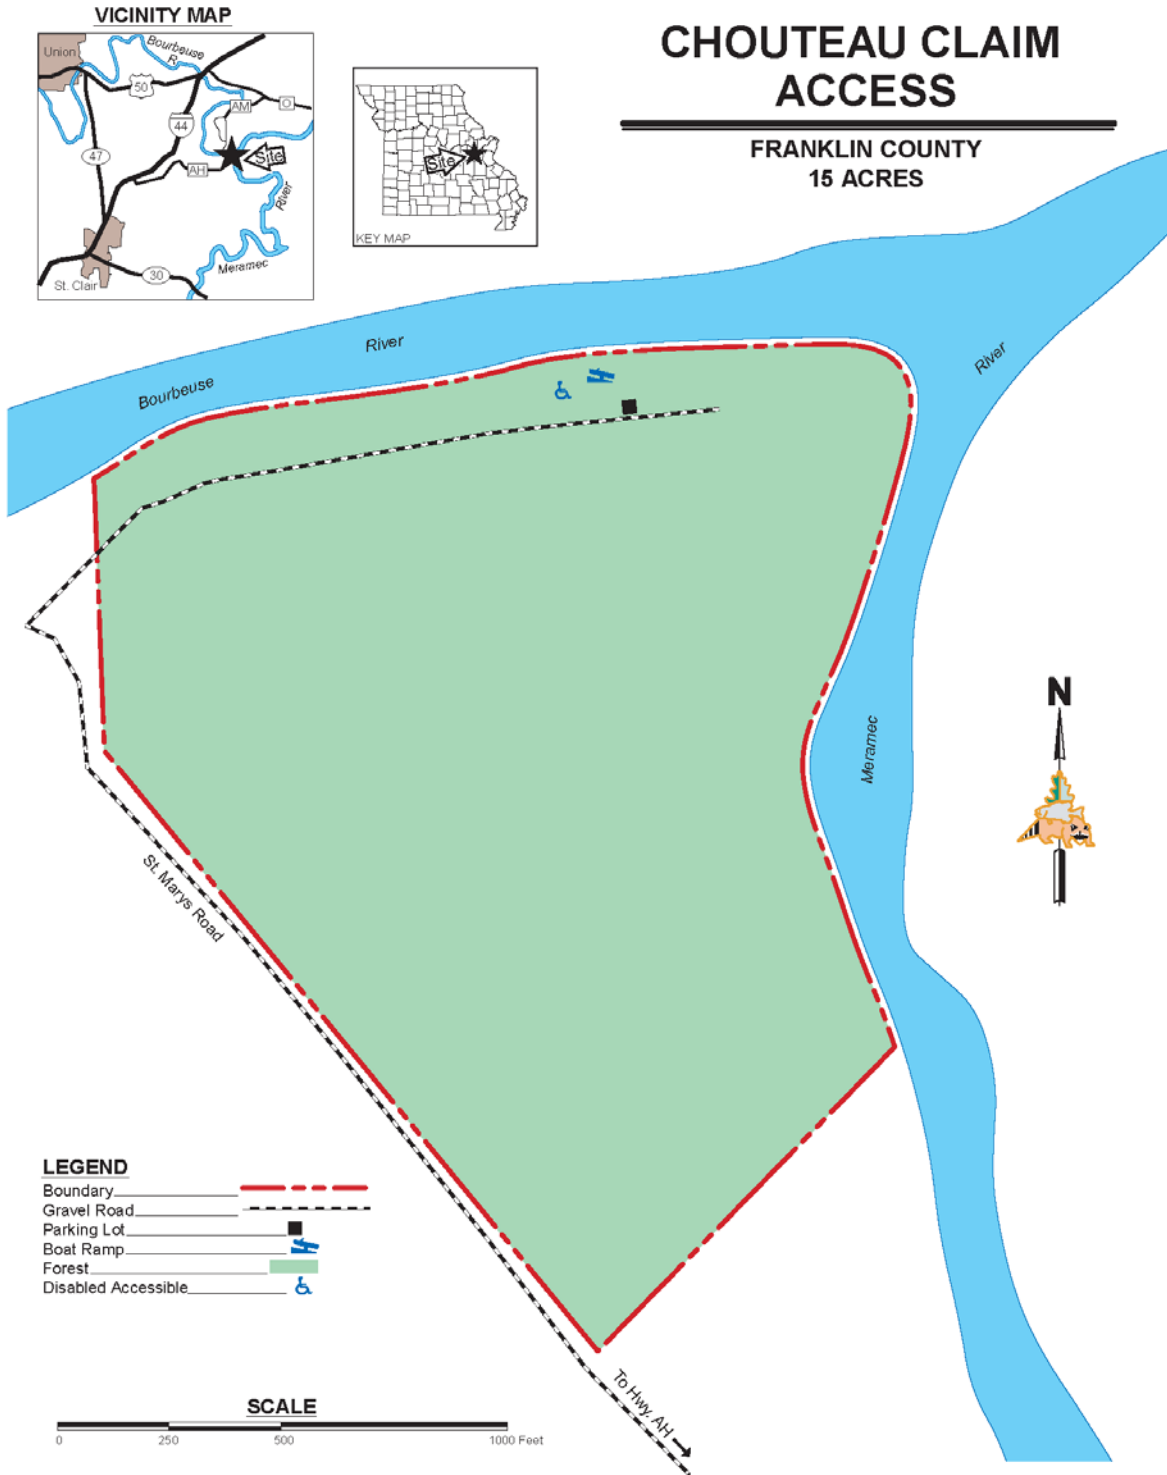 VICINITY MAP
Union
Bourbeuse
R
50
AM
O
44
47
AH
Site
River
Meramec
30
St. Clair
Site
KEY MAP
CHOUTEAU CLAIM
ACCESS
FRANKLIN COUNTY
15 ACRES
River
Bourbeuse
River
Meramec
N
St. Marys Road
To Hwy. AH
LEGEND
Boundary
Gravel Road
Parking Lot
Boat Ramp
Forest
Disabled Accessible
SCALE
0 250 500 1000 Feet